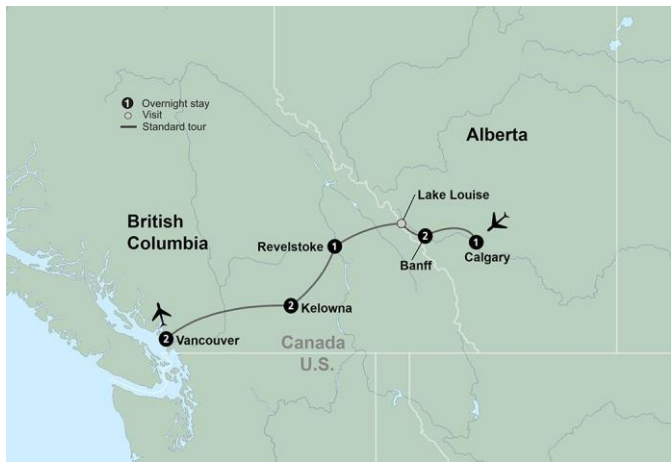 1 Overnight stay
Visit
Standard tour
Alberta
Lake Louise
British
Columbia
Revelstoke 1
2
Banff
1
Calgary
2 Kelowna
2 Vancouver
Canada
U.S.